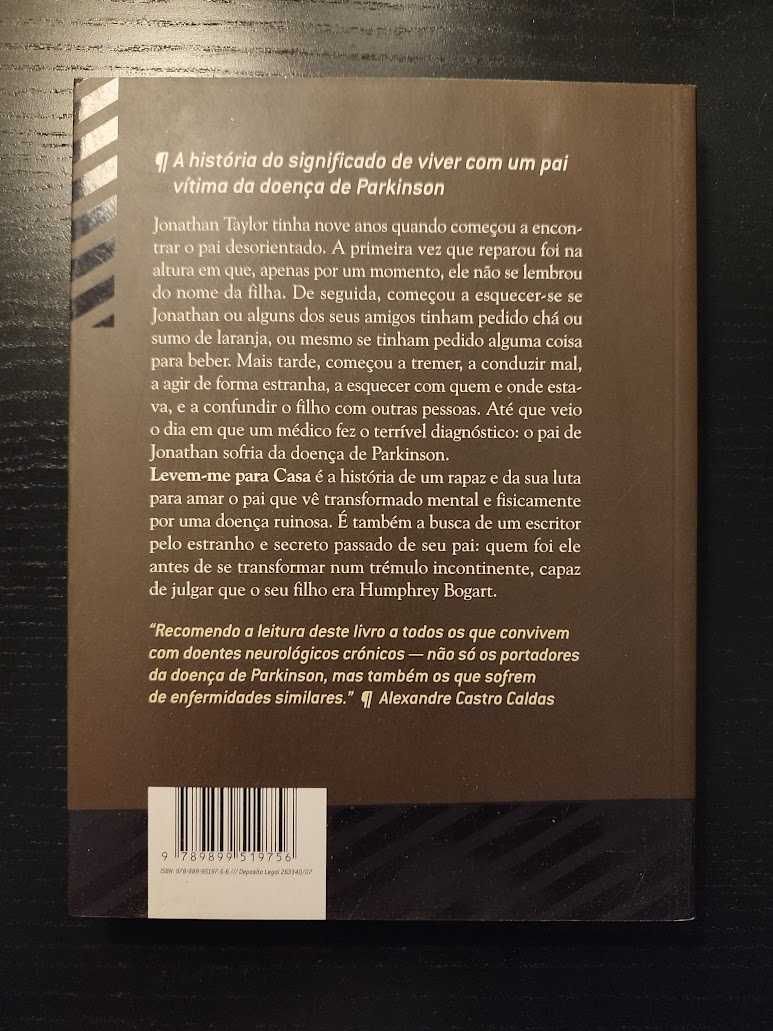 ¶ A história do significado de viver com um pai
vítima da doença de Parkinson
Jonathan Taylor tinha nove anos quando começou a encon-
trar o pai desorientado. A primeira vez que reparou foi na
altura em que, apenas por um momento, ele não se lembrou
do nome da filha. De seguida, começou a esquecer-se se
Jonathan ou alguns dos seus amigos tinham pedido chá ou
sumo de laranja, ou mesmo se tinham pedido alguma coisa
para beber. Mais tarde, começou a tremer, a conduzir mal,
a agir de forma estranha, a esquecer com quem e onde esta-
va, e a confundir o filho com outras pessoas. Até que veio
o dia em que um médico fez o terrível diagnóstico: o pai de
Jonathan sofria da doença de Parkinson.
Levem-me para Casa é a história de um rapaz e da sua luta
para amar o pai que vê transformado mental e fisicamente
por uma doença ruinosa. É também a busca de um escritor
pelo estranho e secreto passado de seu pai: quem foi ele
antes de se transformar num trémulo incontinente, capaz
de julgar que o seu filho era Humphrey Bogart.
"Recomendo a leitura deste livro a todos os que convivem
com doentes neurológicos crónicos — não só os portadores
da doença de Parkinson, mas também os que sofrem
de enfermidades similares." ¶ Alexandre Castro Caldas
9 789899 519756
ISBN: 978-989-95197-5-6 /// Depósito Legal 263340/07